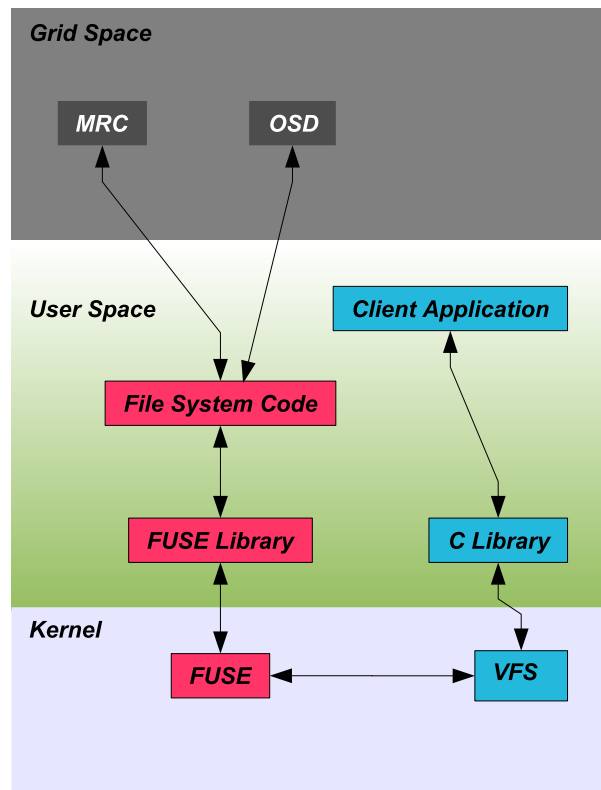 Grid Space
MRC
OSD
User Space
Client Application
File System Code
FUSE Library
C Library
Kernel
FUSE
VFS